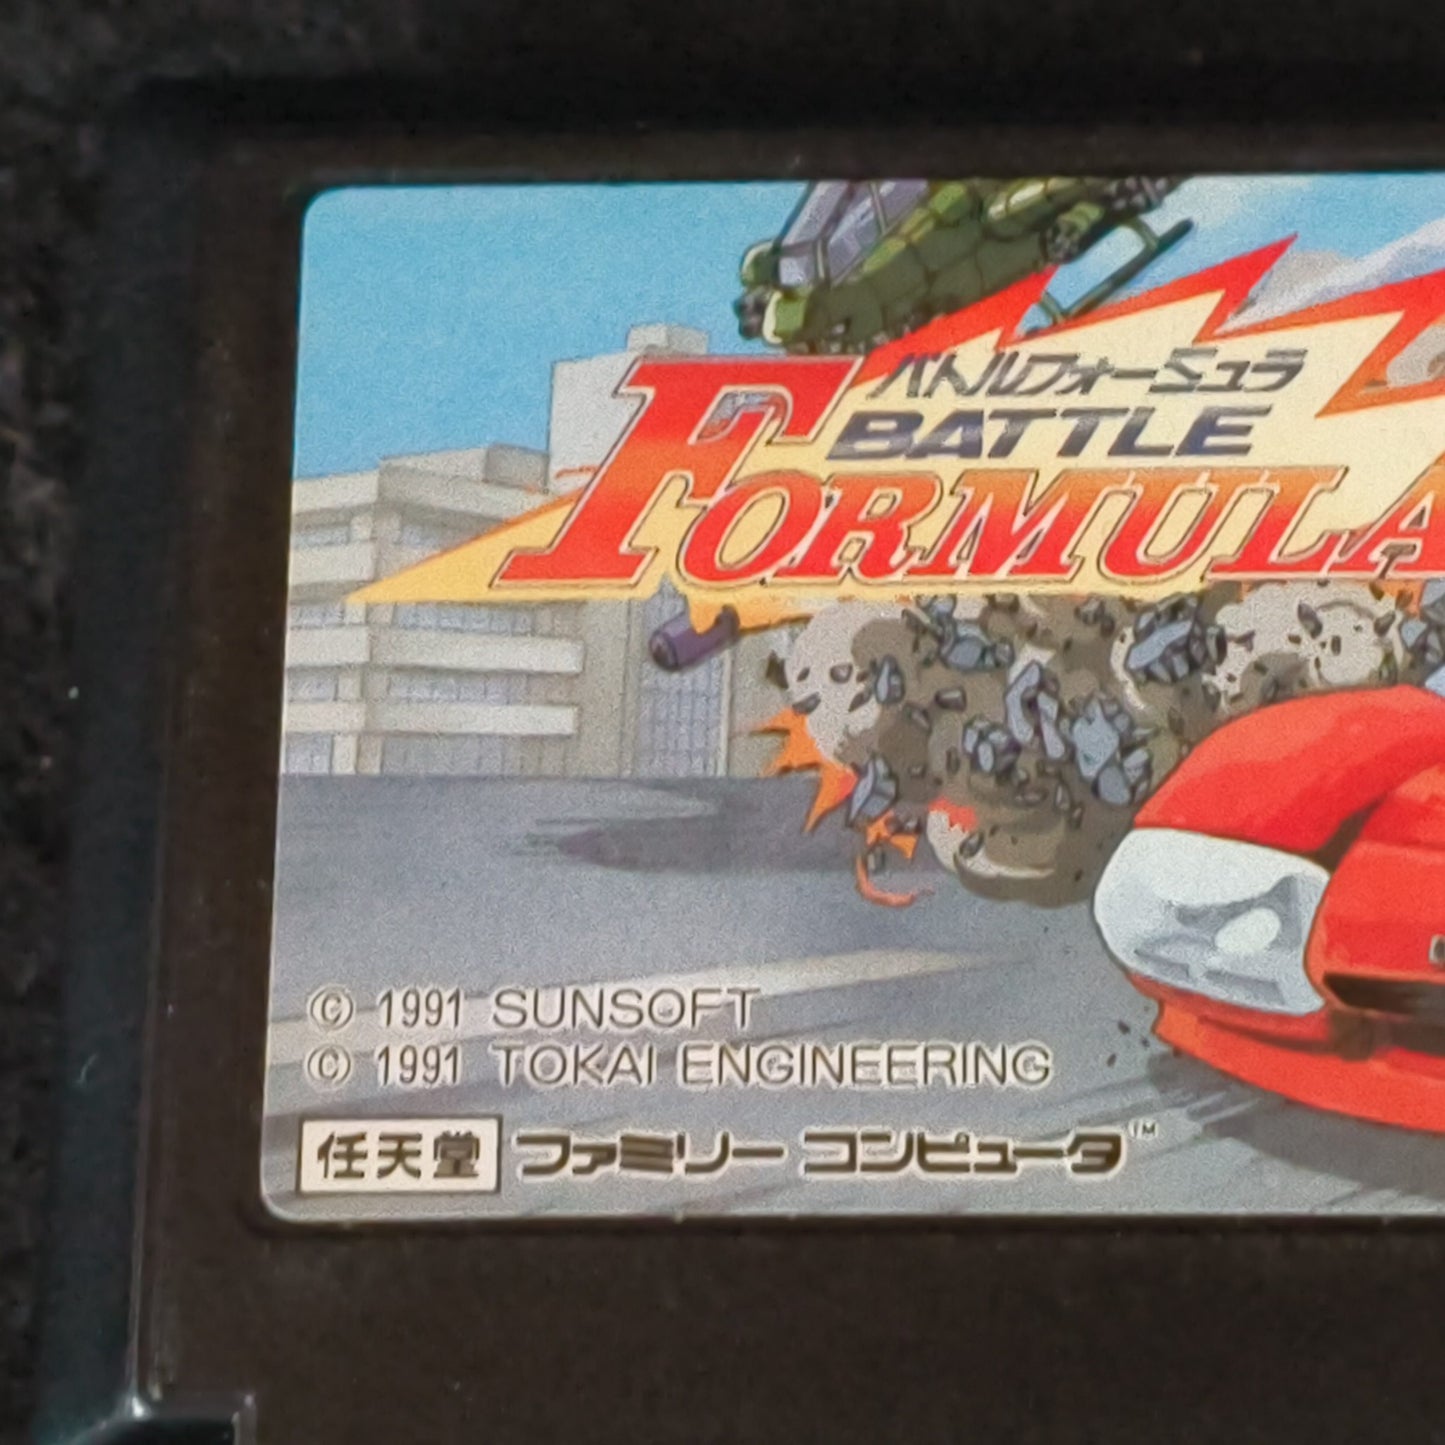 バトルフォーミュラ
BATTLE
FORMULA
© 1991 SUNSOFT
© 1991 TOKAI ENGINEERING
任天堂 ファミリー コンピュータ™